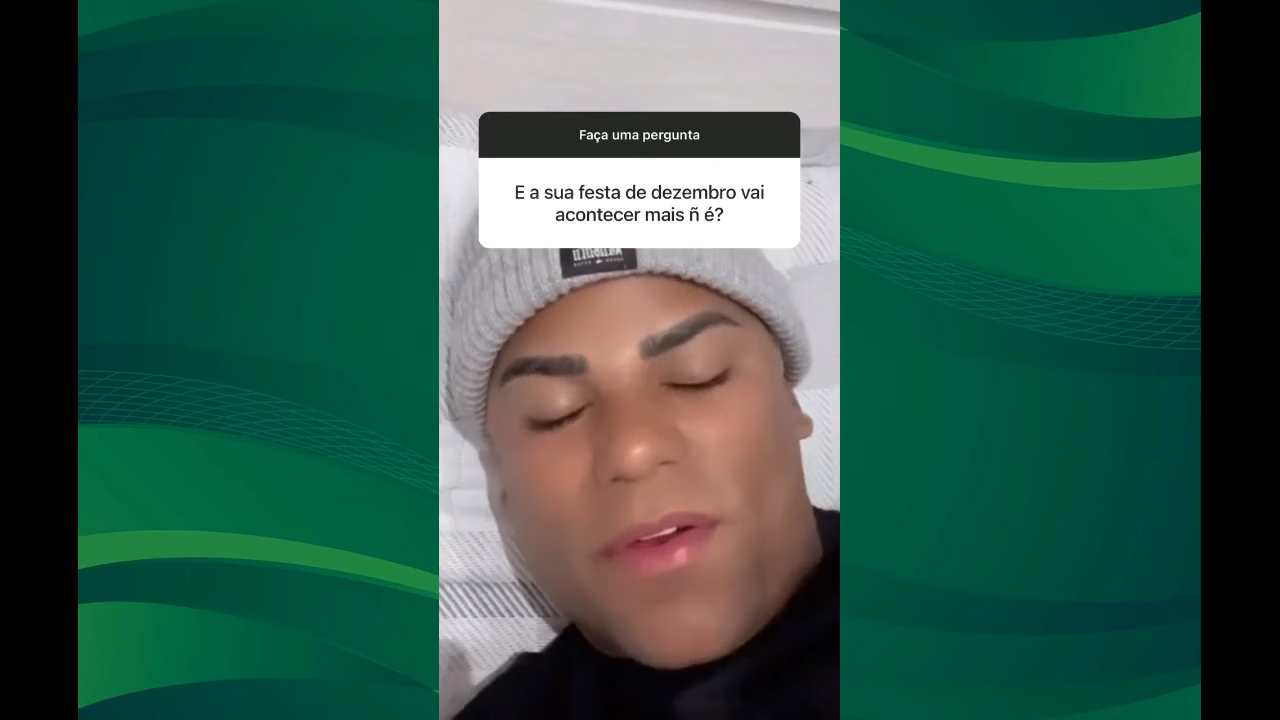 Faça uma pergunta
E a sua festa de dezembro vai
acontecer mais ñ é?